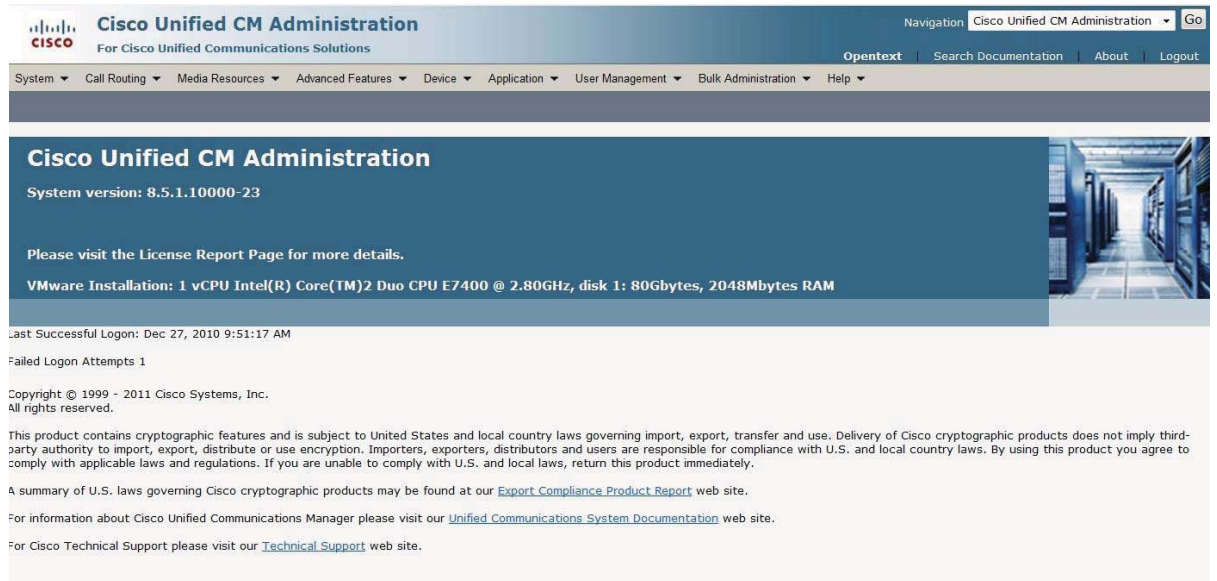 CISCO
Cisco Unified CM Administration
For Cisco Unified Communications Solutions
Navigation Cisco Unified CM Administration Go
Opentext | Search Documentation | About | Logout
System Call Routing Media Resources Advanced Features Device Application User Management Bulk Administration Help
Cisco Unified CM Administration
System version: 8.5.1.10000-23
Please visit the License Report Page for more details.
VMware Installation: 1 vCPU Intel(R) Core(TM)2 Duo CPU E7400 @ 2.80GHz, disk 1: 80Gbytes, 2048Mbytes RAM
Last Successful Logon: Dec 27, 2010 9:51:17 AM
Failed Logon Attempts 1
Copyright © 1999 - 2011 Cisco Systems, Inc.
All rights reserved.
This product contains cryptographic features and is subject to United States and local country laws governing import, export, transfer and use. Delivery of Cisco cryptographic products does not imply third-
party authority to import, export, distribute or use encryption. Importers, exporters, distributors and users are responsible for compliance with U.S. and local country laws. By using this product you agree to
comply with applicable laws and regulations. If you are unable to comply with U.S. and local laws, return this product immediately.
A summary of U.S. laws governing Cisco cryptographic products may be found at our Export Compliance Product Report web site.
For information about Cisco Unified Communications Manager please visit our Unified Communications System Documentation web site.
For Cisco Technical Support please visit our Technical Support web site.